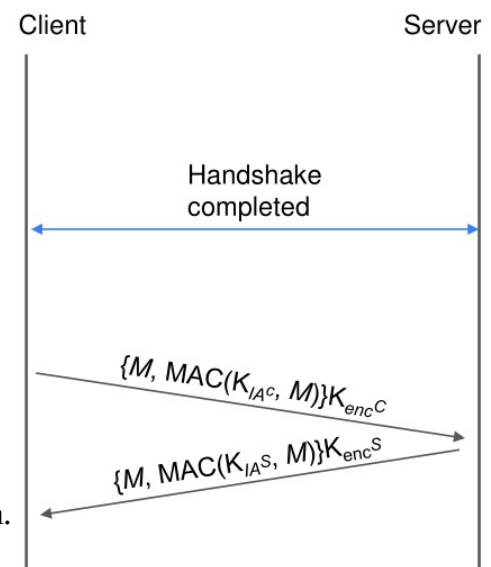 Client Server
Handshake
completed
{M, MAC(K_IA^C, M)}K_enc^C
{M, MAC(K_IA^S, M)}K_enc^S